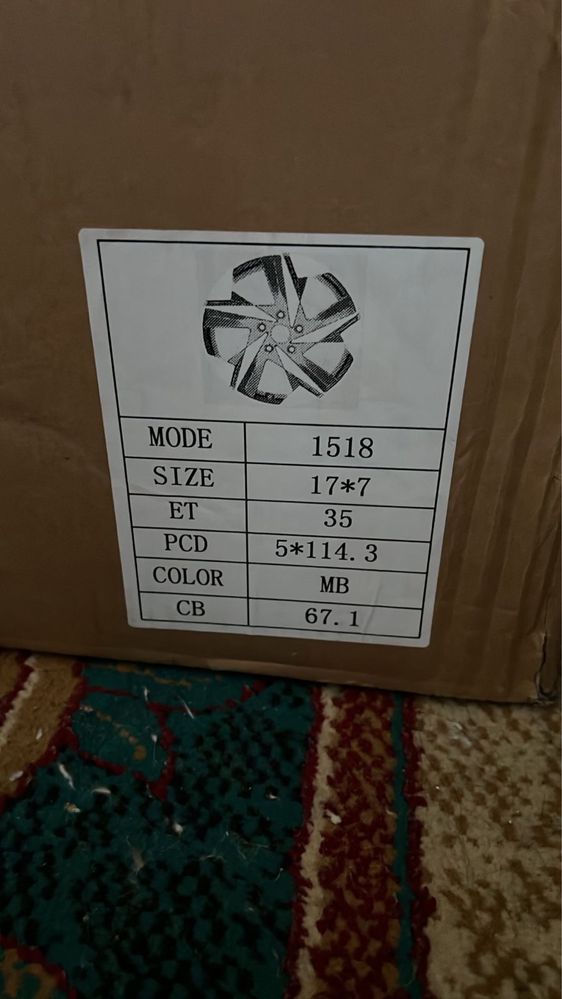 MODE 1518
SIZE 17*7
ET 35
PCD 5*114.3
COLOR MB
CB 67.1